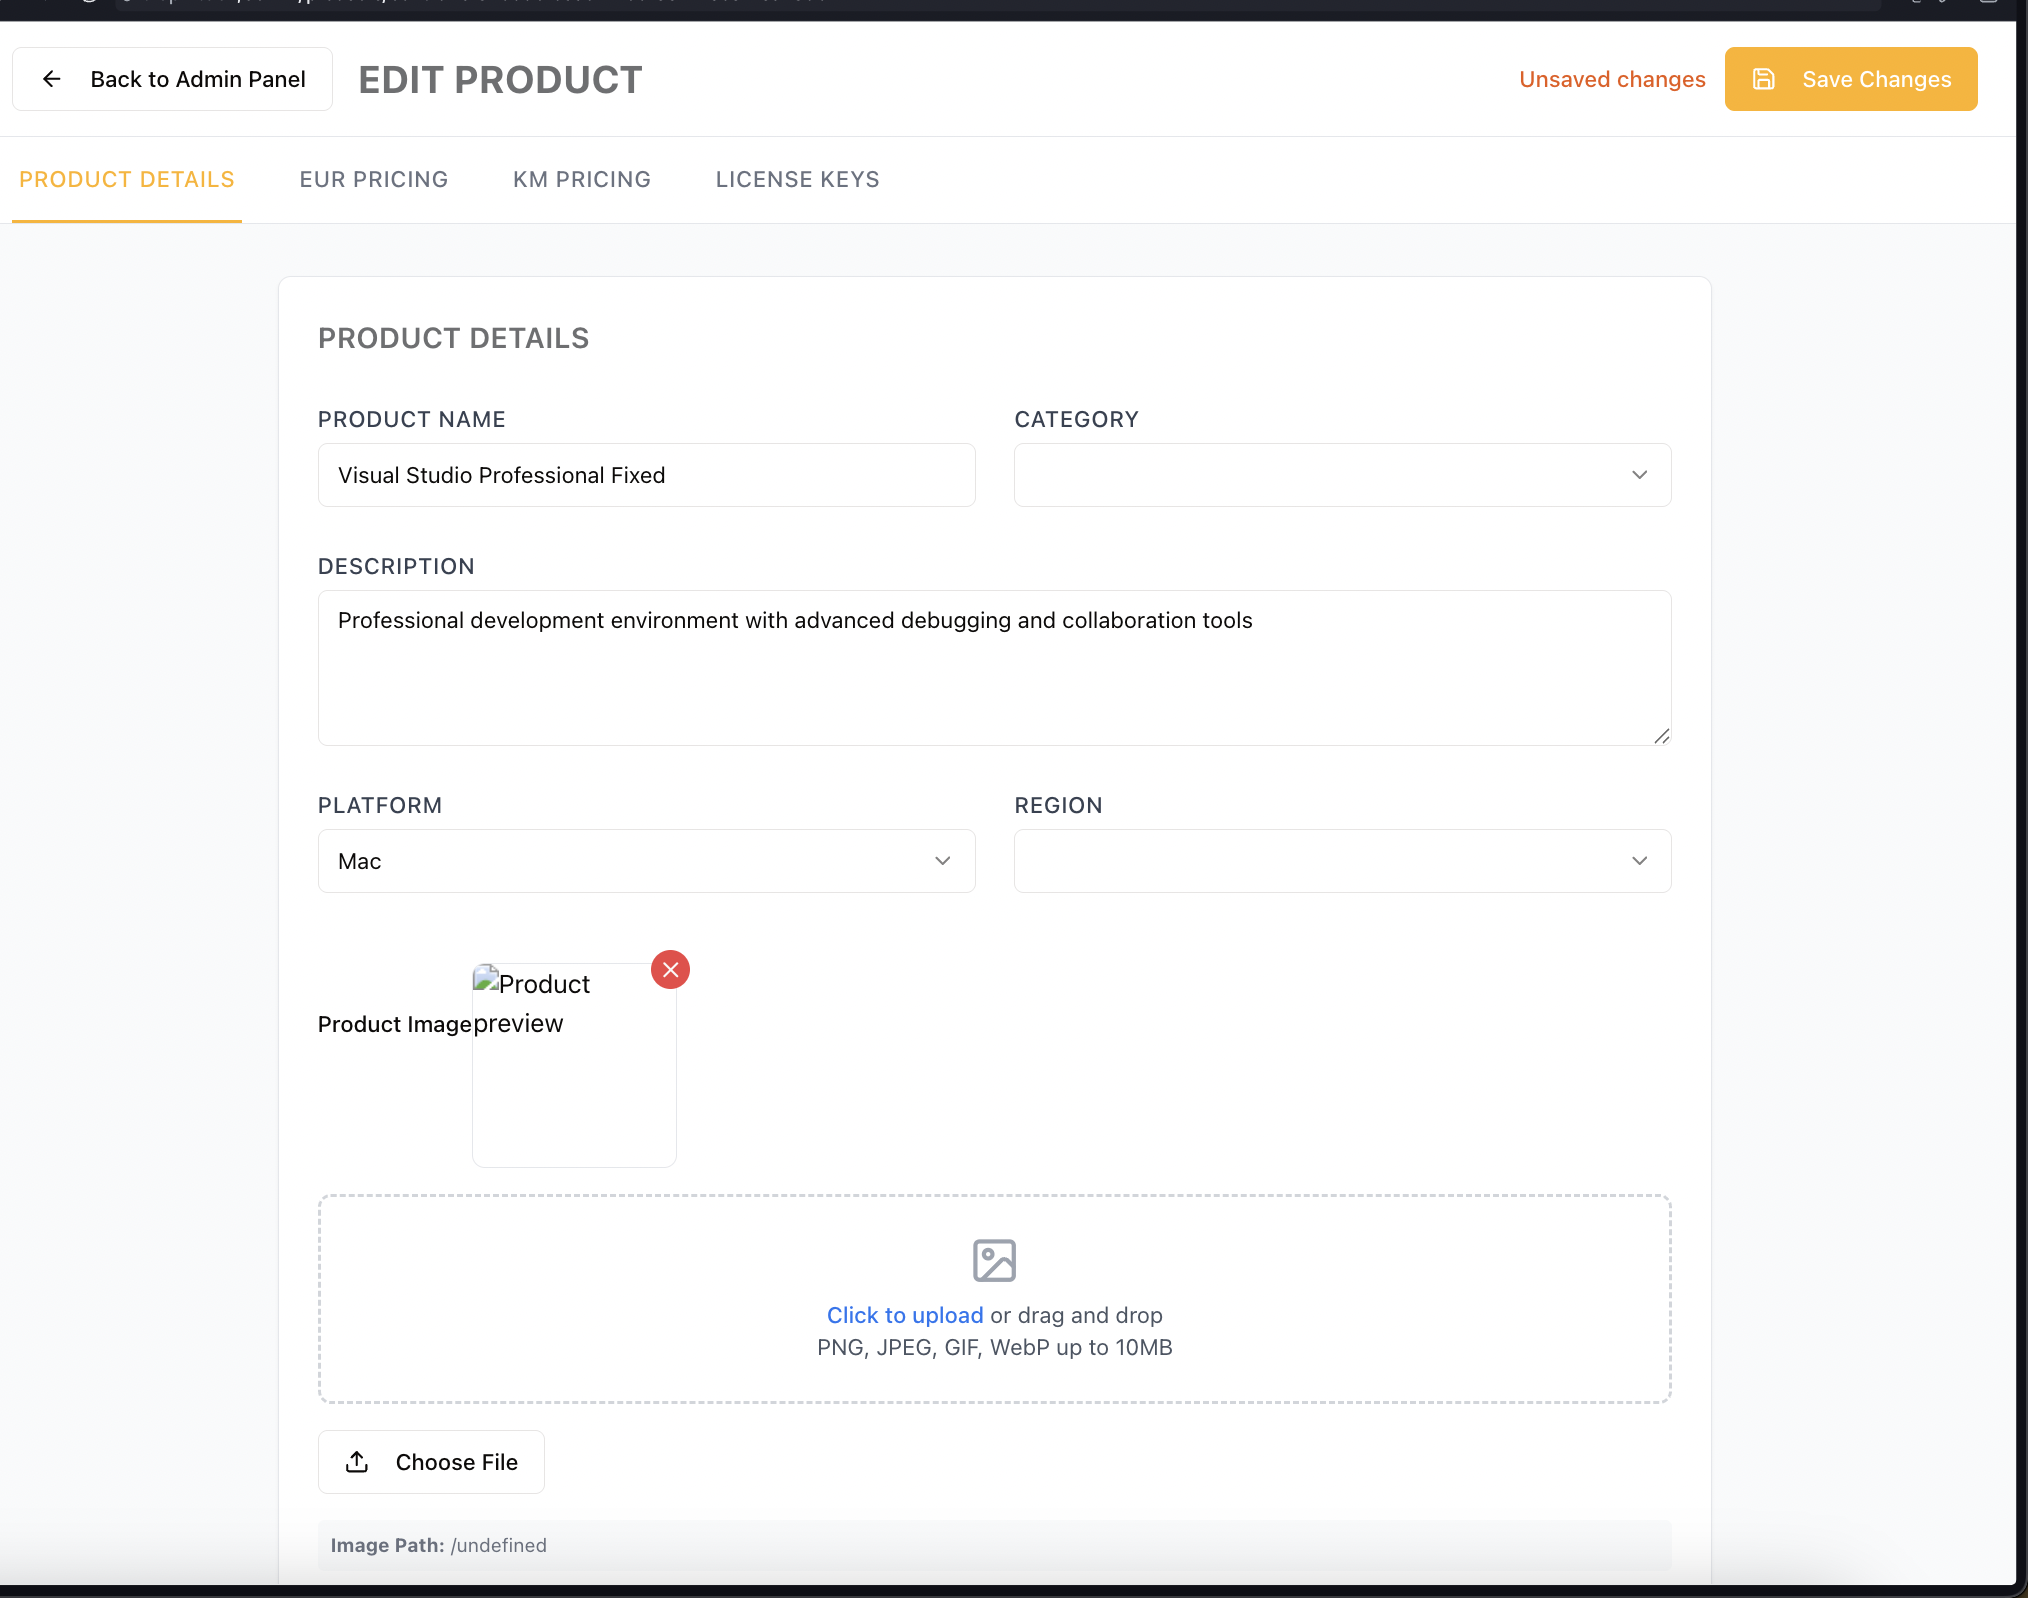 Back to Admin Panel
EDIT PRODUCT
Unsaved changes
Save Changes
PRODUCT DETAILS
EUR PRICING
KM PRICING
LICENSE KEYS
PRODUCT DETAILS
PRODUCT NAME
CATEGORY
Visual Studio Professional Fixed
DESCRIPTION
Professional development environment with advanced debugging and collaboration tools
PLATFORM
REGION
Mac
Product Image
Product
preview
Click to upload or drag and drop
PNG, JPEG, GIF, WebP up to 10MB
Choose File
Image Path: /undefined